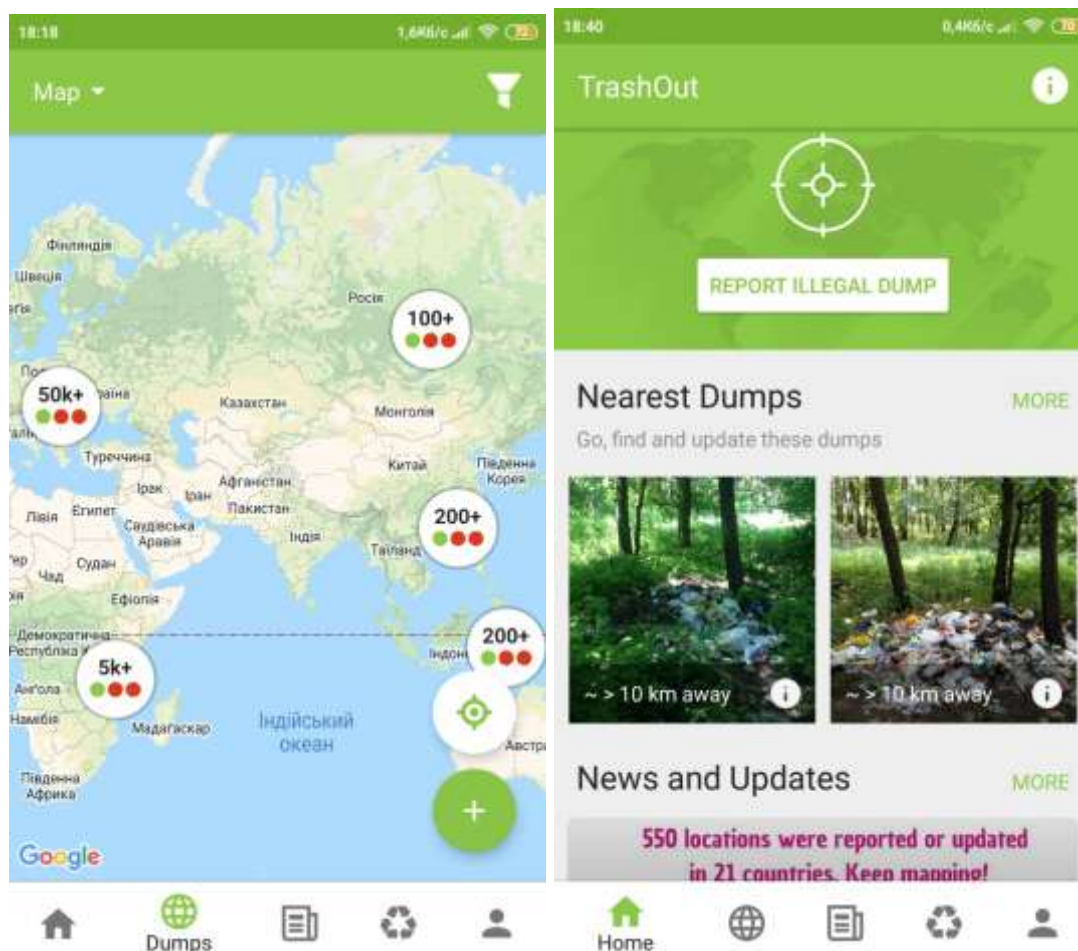 18:18
1,6Кб/с
72
Map
Фінляндія
Швеція
Росія
100+
50k+
Казахстан
Монголія
Туреччина
Китай
Південна
Корея
Ірак
Іран
Афганістан
Пакистан
200+
Лівія
Єгипет
Саудівська
Аравія
Індія
Таїланд
Чад
Судан
Ефіопія
Демократична
Республіка
200+
5k+
Ангола
Намібія
Мадагаскар
Індійський
океан
Південна
Африка
+
Google
Dumps
18:40
0,4Кб/с
70
TrashOut
REPORT ILLEGAL DUMP
Nearest Dumps
MORE
Go, find and update these dumps
~ > 10 km away
~ > 10 km away
News and Updates
MORE
550 locations were reported or updated
in 21 countries. Keep mapping!
Home